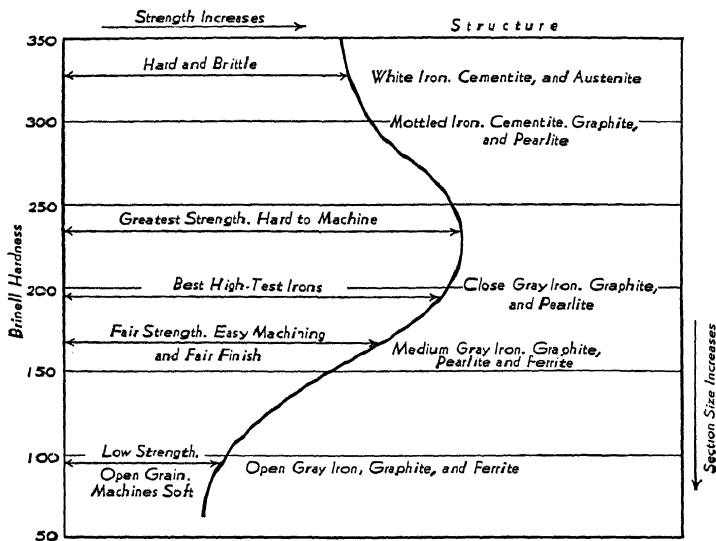 Strength Increases
Structure
350
Hard and Brittle
White Iron. Cementite, and Austenite
300
Mottled Iron. Cementite. Graphite,
and Pearlite
250
Greatest Strength. Hard to Machine
Brinell Hardness
200
Best High-Test Irons
Close Gray Iron. Graphite,
and Pearlite
Fair Strength. Easy Machining
and Fair Finish
Medium Gray Iron. Graphite,
Pearlite and Ferrite
150
Section Size Increases
100
Low Strength.
Open Grain.
Machines Soft
Open Gray Iron, Graphite, and Ferrite
50